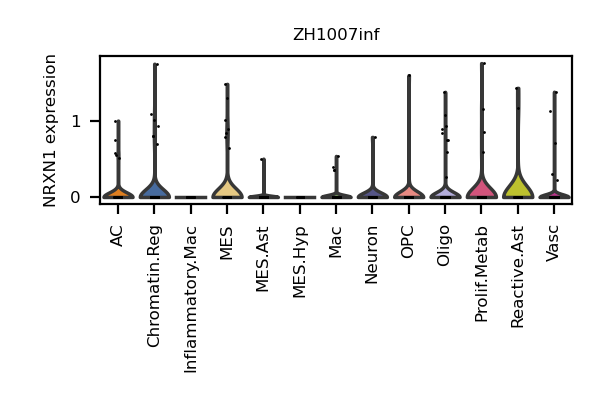 ZH1007inf
NRXN1 expression
1
0
AC
Chromatin.Reg
Inflammatory.Mac
MES
MES.Ast
MES.Hyp
Mac
Neuron
OPC
Oligo
Prolif.Metab
Reactive.Ast
Vasc